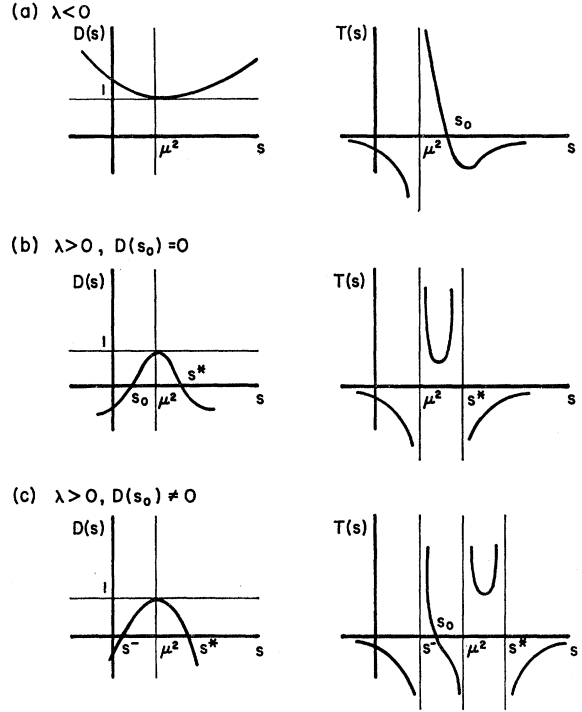 (a) λ<0
D(s) T(s)
1 s₀
μ² s μ² s
(b) λ>0, D(s₀)=0
D(s) T(s)
1
s*
s₀ μ² s μ² s* s
(c) λ>0, D(s₀)≠0
D(s) T(s)
1
s₀
s⁻ μ² s* s s⁻ μ² s* s